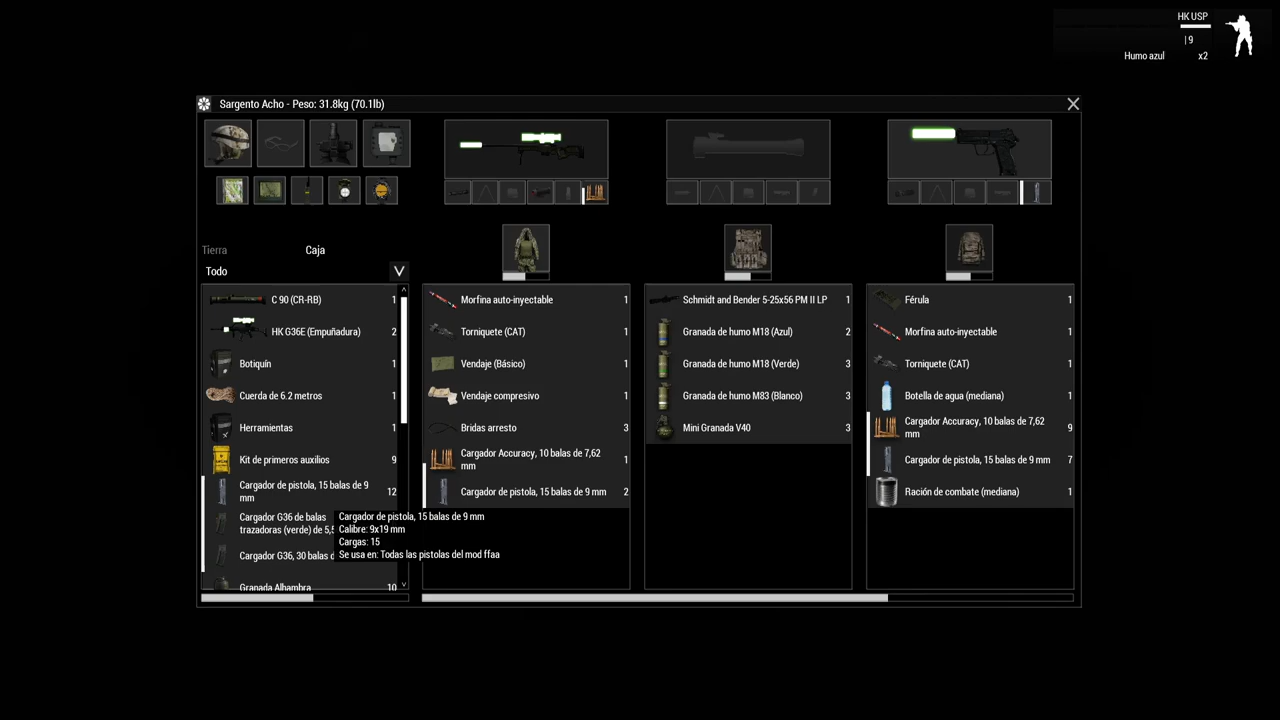 HK USP
| 9
Humo azul x2
Sargento Acho - Peso: 31.8kg (70.1lb)
Tierra Caja
Todo
C 90 (CR-RB) 1
HK G36E (Empuñadura) 2
Botiquín 1
Cuerda de 6.2 metros 1
Herramientas 1
Kit de primeros auxilios 9
Cargador de pistola, 15 balas de 9
mm 12
Cargador G36 de balas
trazadoras (verde) de 5,5
Cargador G36, 30 balas d
Granada Alhambra 10
Cargador de pistola, 15 balas de 9 mm
Calibre: 9x19 mm
Cargas: 15
Se usa en: Todas las pistolas del mod ffaa
Morfina auto-inyectable 1
Torniquete (CAT) 1
Vendaje (Básico) 1
Vendaje compresivo 1
Bridas arresto 3
Cargador Accuracy, 10 balas de 7,62
mm 1
Cargador de pistola, 15 balas de 9 mm 2
Schmidt and Bender 5-25x56 PM II LP 1
Granada de humo M18 (Azul) 2
Granada de humo M18 (Verde) 3
Granada de humo M83 (Blanco) 3
Mini Granada V40 3
Férula 1
Morfina auto-inyectable 1
Torniquete (CAT) 1
Botella de agua (mediana) 1
Cargador Accuracy, 10 balas de 7,62
mm 9
Cargador de pistola, 15 balas de 9 mm 7
Ración de combate (mediana) 1